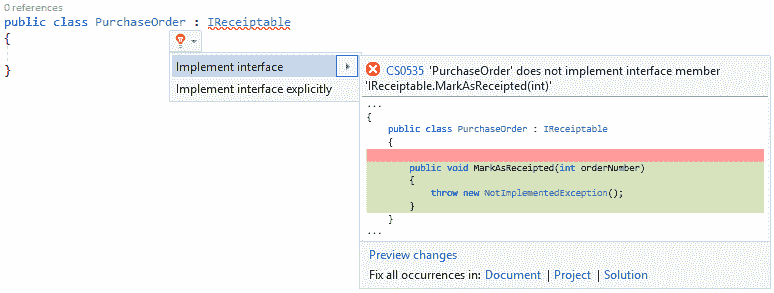 0 references
public class PurchaseOrder : IReceiptable
{
}
Implement interface
Implement interface explicitly
CS0535 'PurchaseOrder' does not implement interface member
'IReceiptable.MarkAsReceipted(int)'
...
{
public class PurchaseOrder : IReceiptable
{
public void MarkAsReceipted(int orderNumber)
{
throw new NotImplementedException();
}
}
...
Preview changes
Fix all occurrences in: Document | Project | Solution